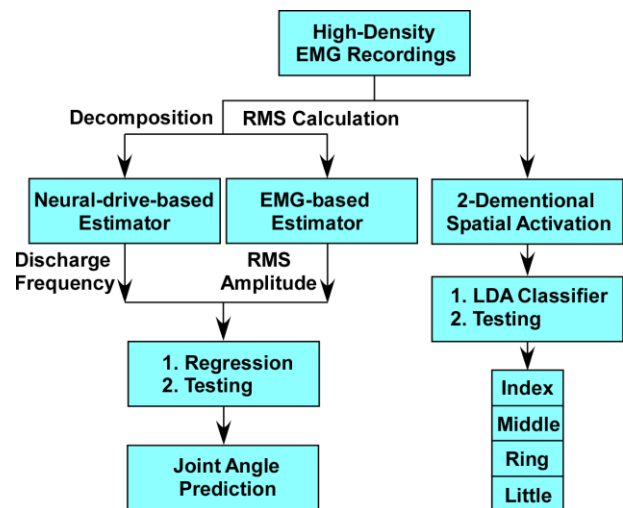 High-Density
EMG Recordings
Decomposition
RMS Calculation
Neural-drive-based
Estimator
EMG-based
Estimator
2-Dementional
Spatial Activation
Discharge
Frequency
RMS
Amplitude
1. LDA Classifier
2. Testing
1. Regression
2. Testing
Index
Middle
Ring
Little
Joint Angle
Prediction